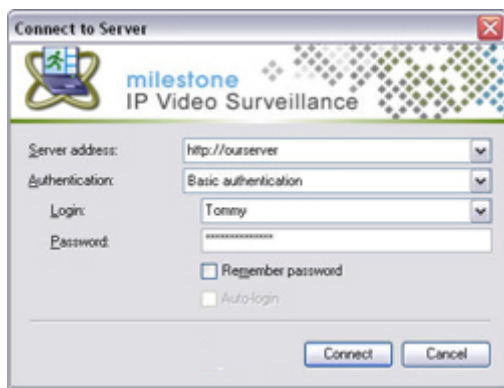 Connect to Server
milestone
IP Video Surveillance
Server address: http://ourserver
Authentication: Basic authentication
Login: Tommy
Password: ***************
Remember password
Auto-login
Connect Cancel